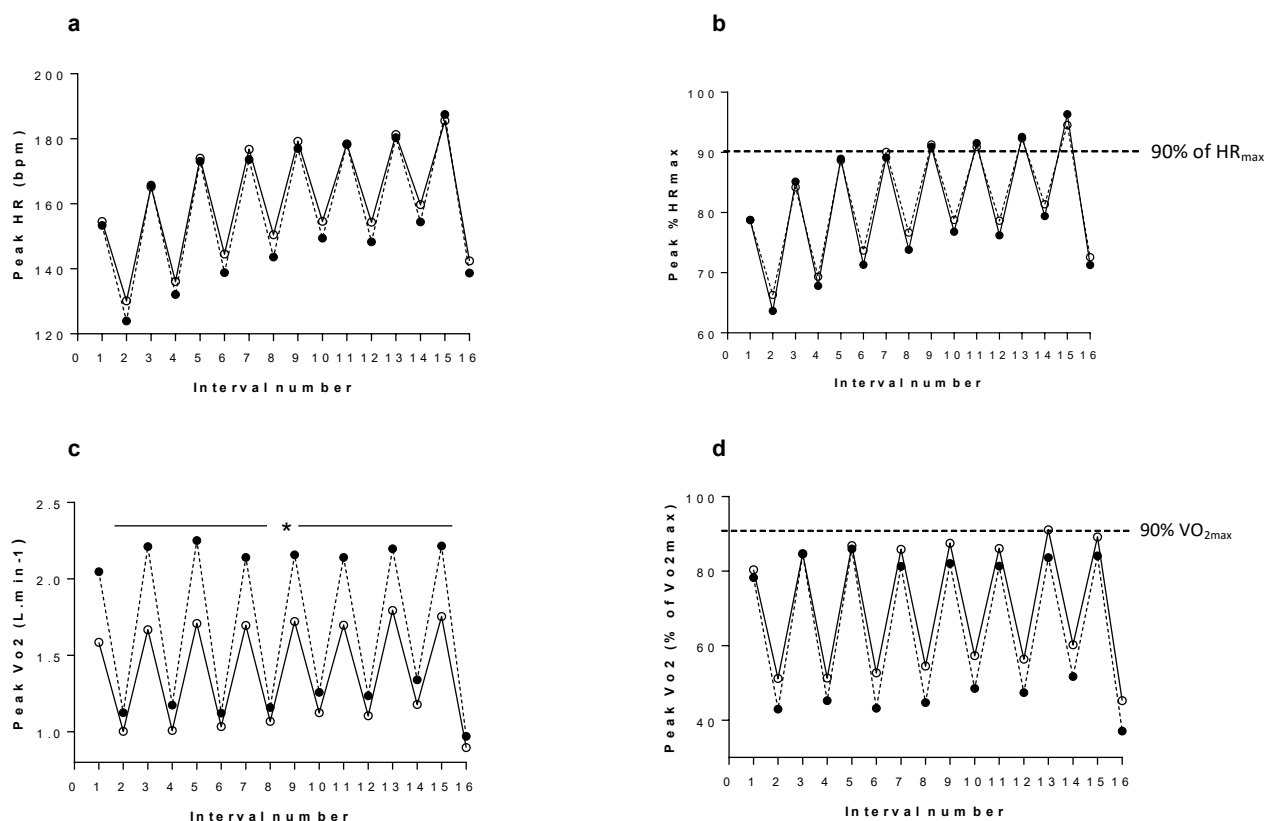 a
200
180
160
140
120
Peak HR (bpm)
0 1 2 3 4 5 6 7 8 9 10 11 12 13 14 15 16
Interval number
b
100
90
80
70
60
Peak %HRmax
90% of HRmax
0 1 2 3 4 5 6 7 8 9 10 11 12 13 14 15 16
Interval number
c
2.5
2.0
1.5
1.0
Peak Vo2 (L.min-1)
*
0 1 2 3 4 5 6 7 8 9 10 11 12 13 14 15 16
Interval number
d
100
80
60
40
Peak Vo2 (% of Vo2max)
90% VO2max
0 1 2 3 4 5 6 7 8 9 10 11 12 13 14 15 16
Interval number